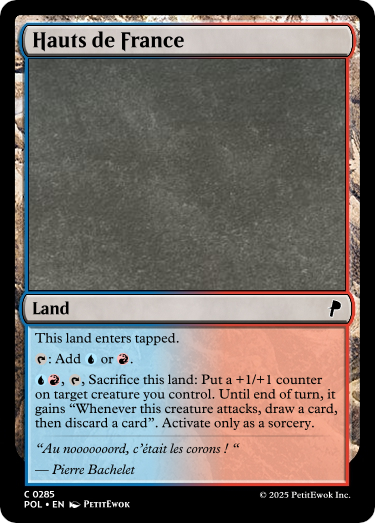 Hauts de France
Land
This land enters tapped.
: Add or .
, , Sacrifice this land: Put a +1/+1 counter
on target creature you control. Until end of turn, it
gains “Whenever this creature attacks, draw a card,
then discard a card”. Activate only as a sorcery.
“Au nooooooord, c’était les corons ! “
— Pierre Bachelet
C 0285
POL • EN PetitEwok
© 2025 PetitEwok Inc.